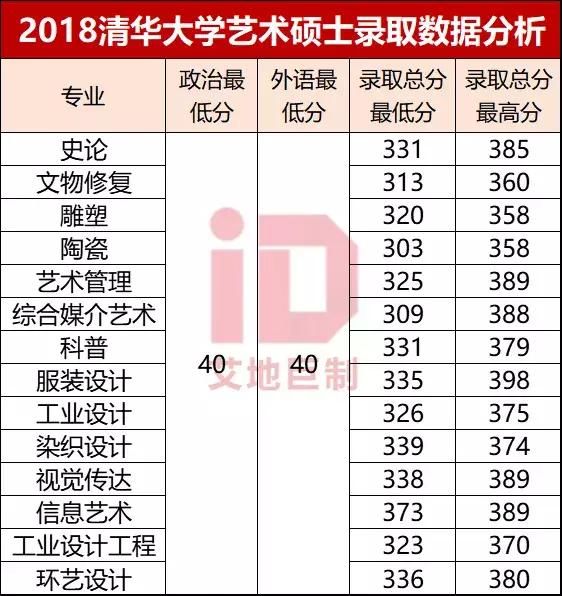 2018清华大学艺术硕士录取数据分析
专业 政治最低分 外语最低分 录取总分最低分 录取总分最高分
史论 331 385
文物修复 313 360
雕塑 320 358
陶瓷 303 358
艺术管理 325 389
综合媒介艺术 309 388
科普 331 379
40 40
服装设计 335 398
工业设计 326 375
染织设计 339 374
视觉传达 338 389
信息艺术 373 389
工业设计工程 323 370
环艺设计 336 380
iD
艾地巨制